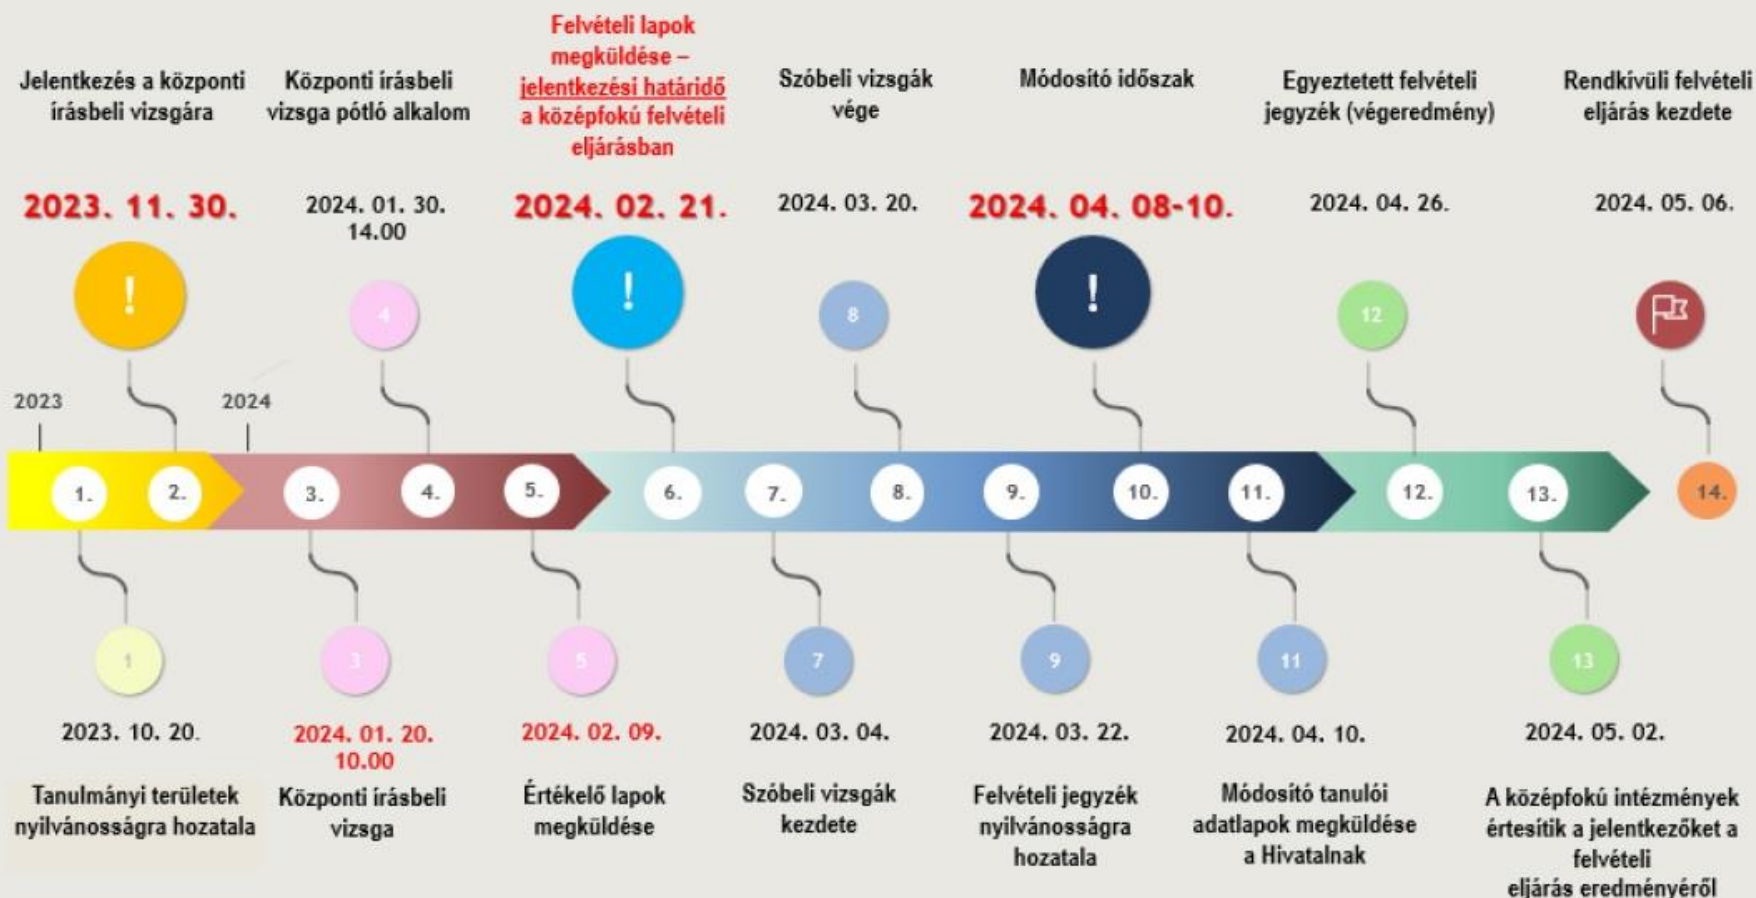 Jelentkezés a központi
írásbeli vizsgára
2023. 11. 30.
!
Központi írásbeli
vizsga pótló alkalom
2024. 01. 30.
14.00
4
Felvételi lapok
megküldése –
jelentkezési határidő
a középfokú felvételi
eljárásban
2024. 02. 21.
!
Szóbeli vizsgák
vége
2024. 03. 20.
8
Módosító időszak
2024. 04. 08-10.
!
Egyeztetett felvételi
jegyzék (végeredmény)
2024. 04. 26.
12
Rendkívüli felvételi
eljárás kezdete
2024. 05. 06.
2023
2024
1.
2.
3.
4.
5.
6.
7.
8.
9.
10.
11.
12.
13.
14.
1
2023. 10. 20.
Tanulmányi területek
nyilvánosságra hozatala
3
2024. 01. 20.
10.00
Központi írásbeli
vizsga
5
2024. 02. 09.
Értékelő lapok
megküldése
7
2024. 03. 04.
Szóbeli vizsgák
kezdete
9
2024. 03. 22.
Felvételi jegyzék
nyilvánosságra
hozatala
11
2024. 04. 10.
Módosító tanulói
adatlapok megküldése
a Hivatalnak
13
2024. 05. 02.
A középfokú intézmények
értesítik a jelentkezőket a
felvételi
eljárás eredményéről